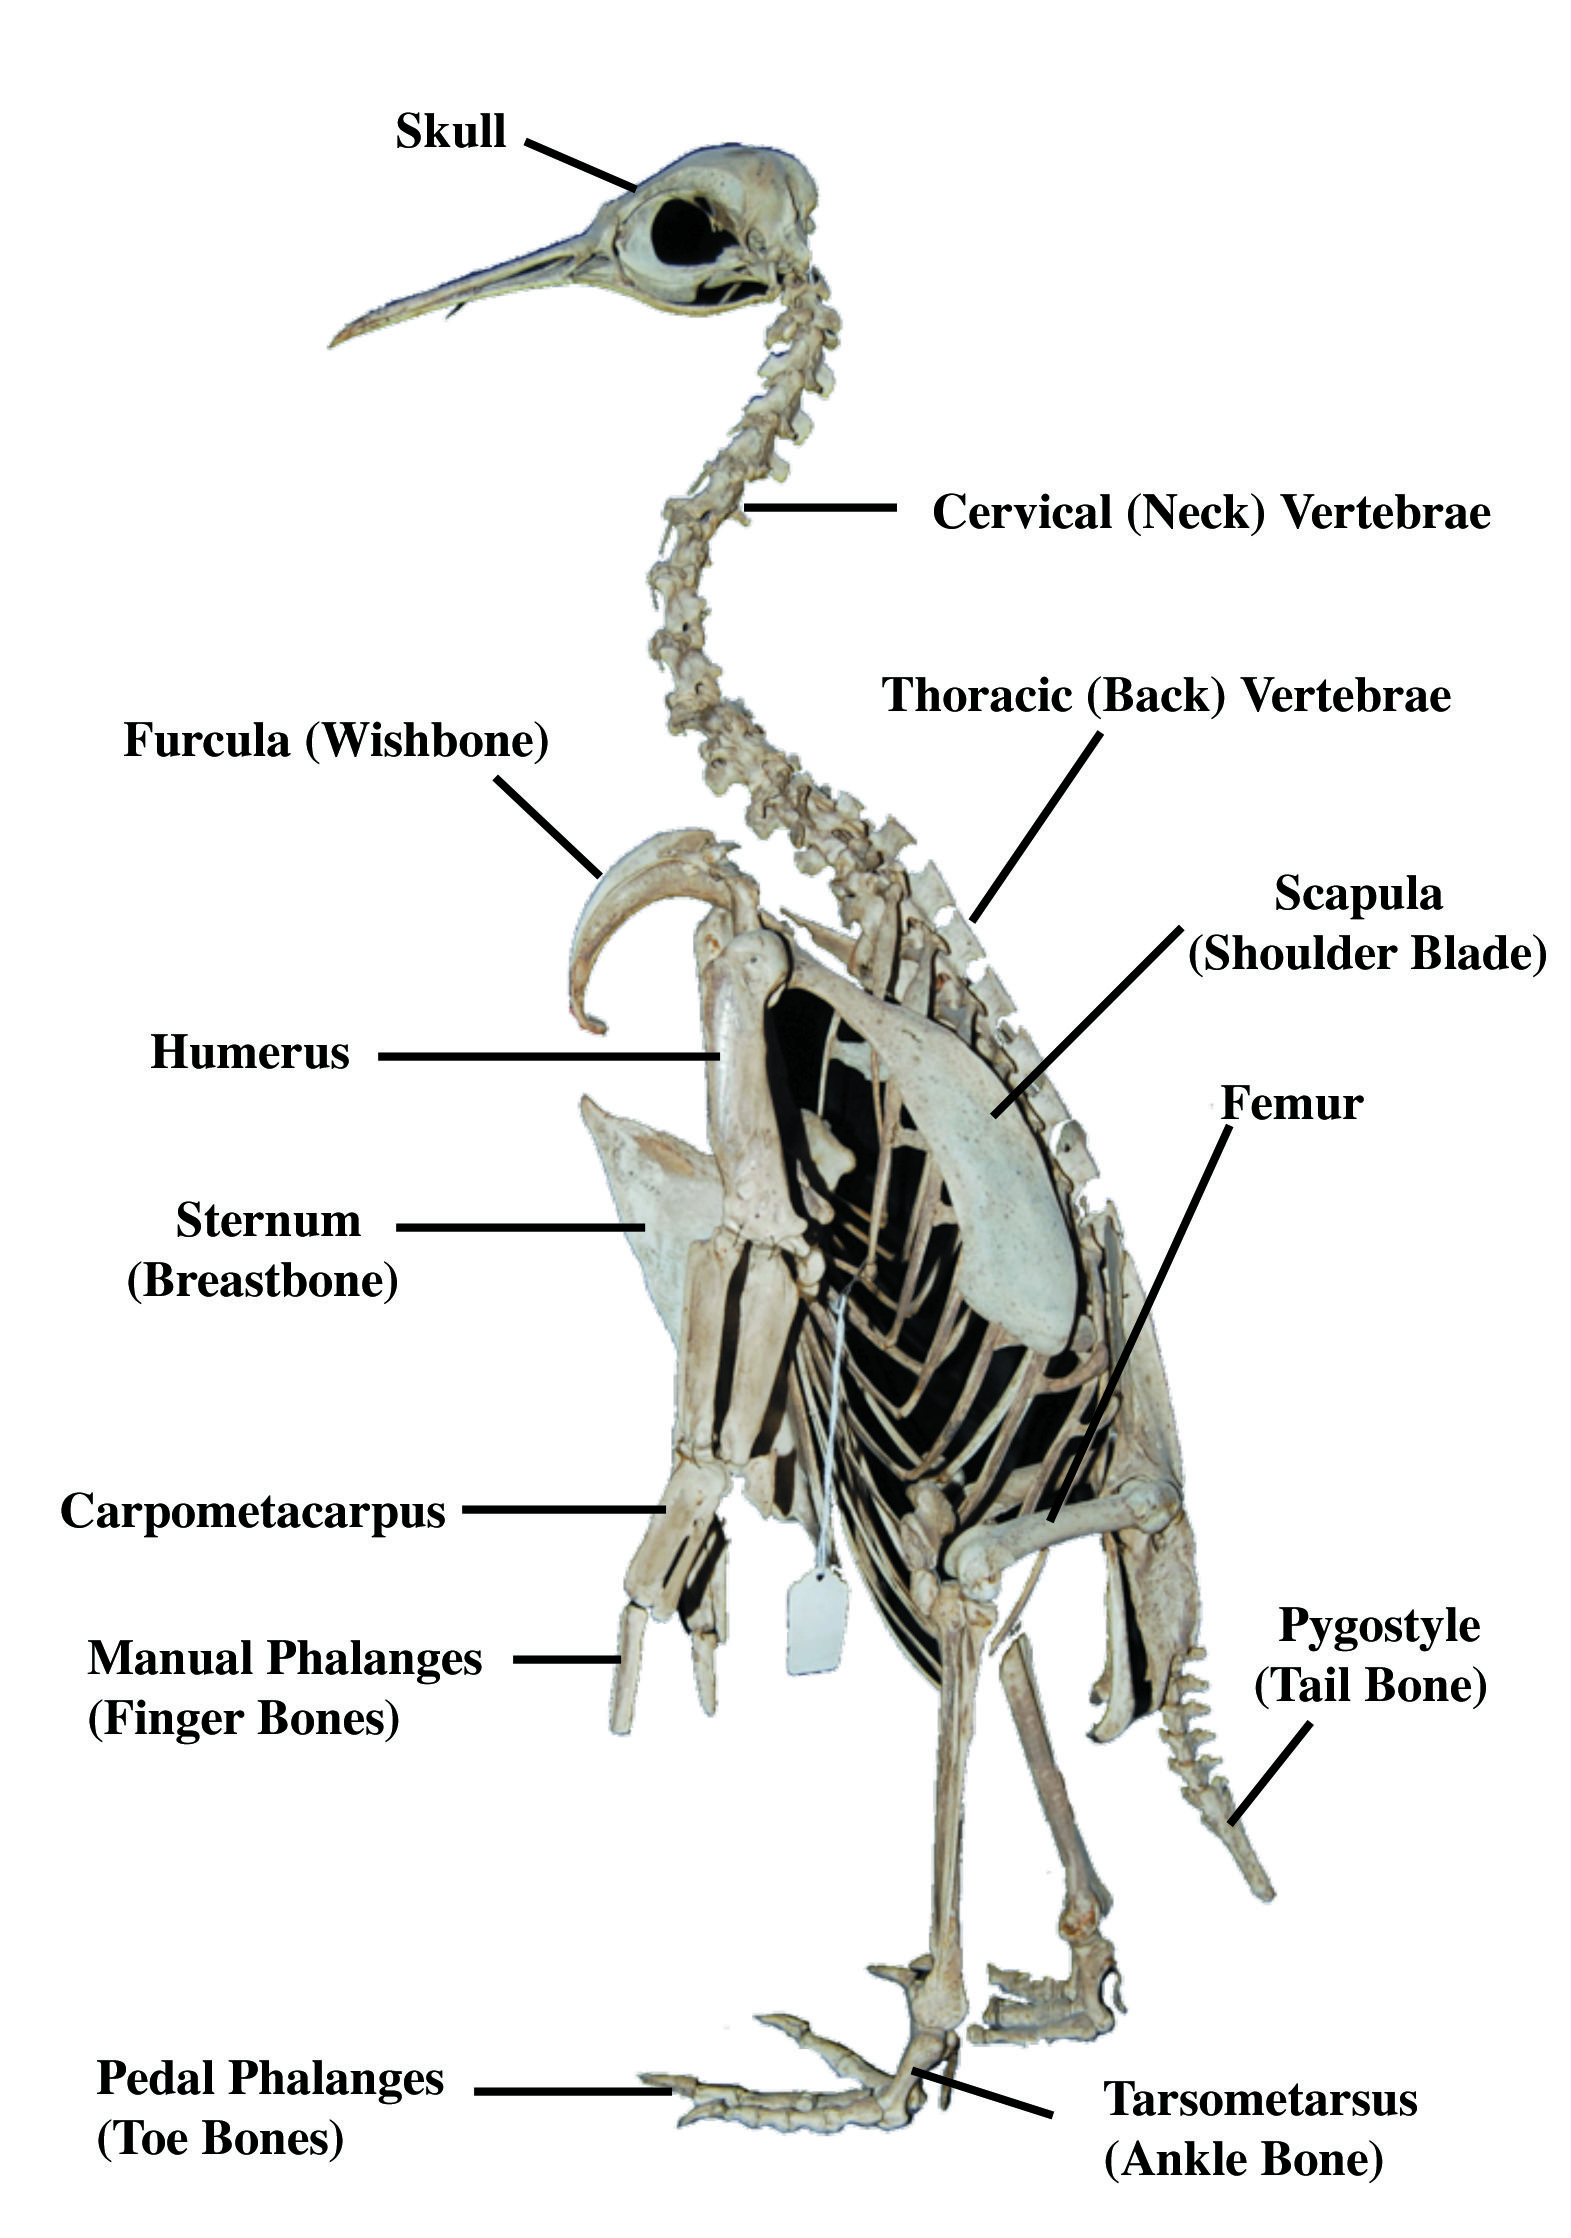 Skull
Cervical (Neck) Vertebrae
Thoracic (Back) Vertebrae
Furcula (Wishbone)
Scapula
(Shoulder Blade)
Humerus
Femur
Sternum
(Breastbone)
Carpometacarpus
Manual Phalanges
(Finger Bones)
Pygostyle
(Tail Bone)
Pedal Phalanges
(Toe Bones)
Tarsometarsus
(Ankle Bone)